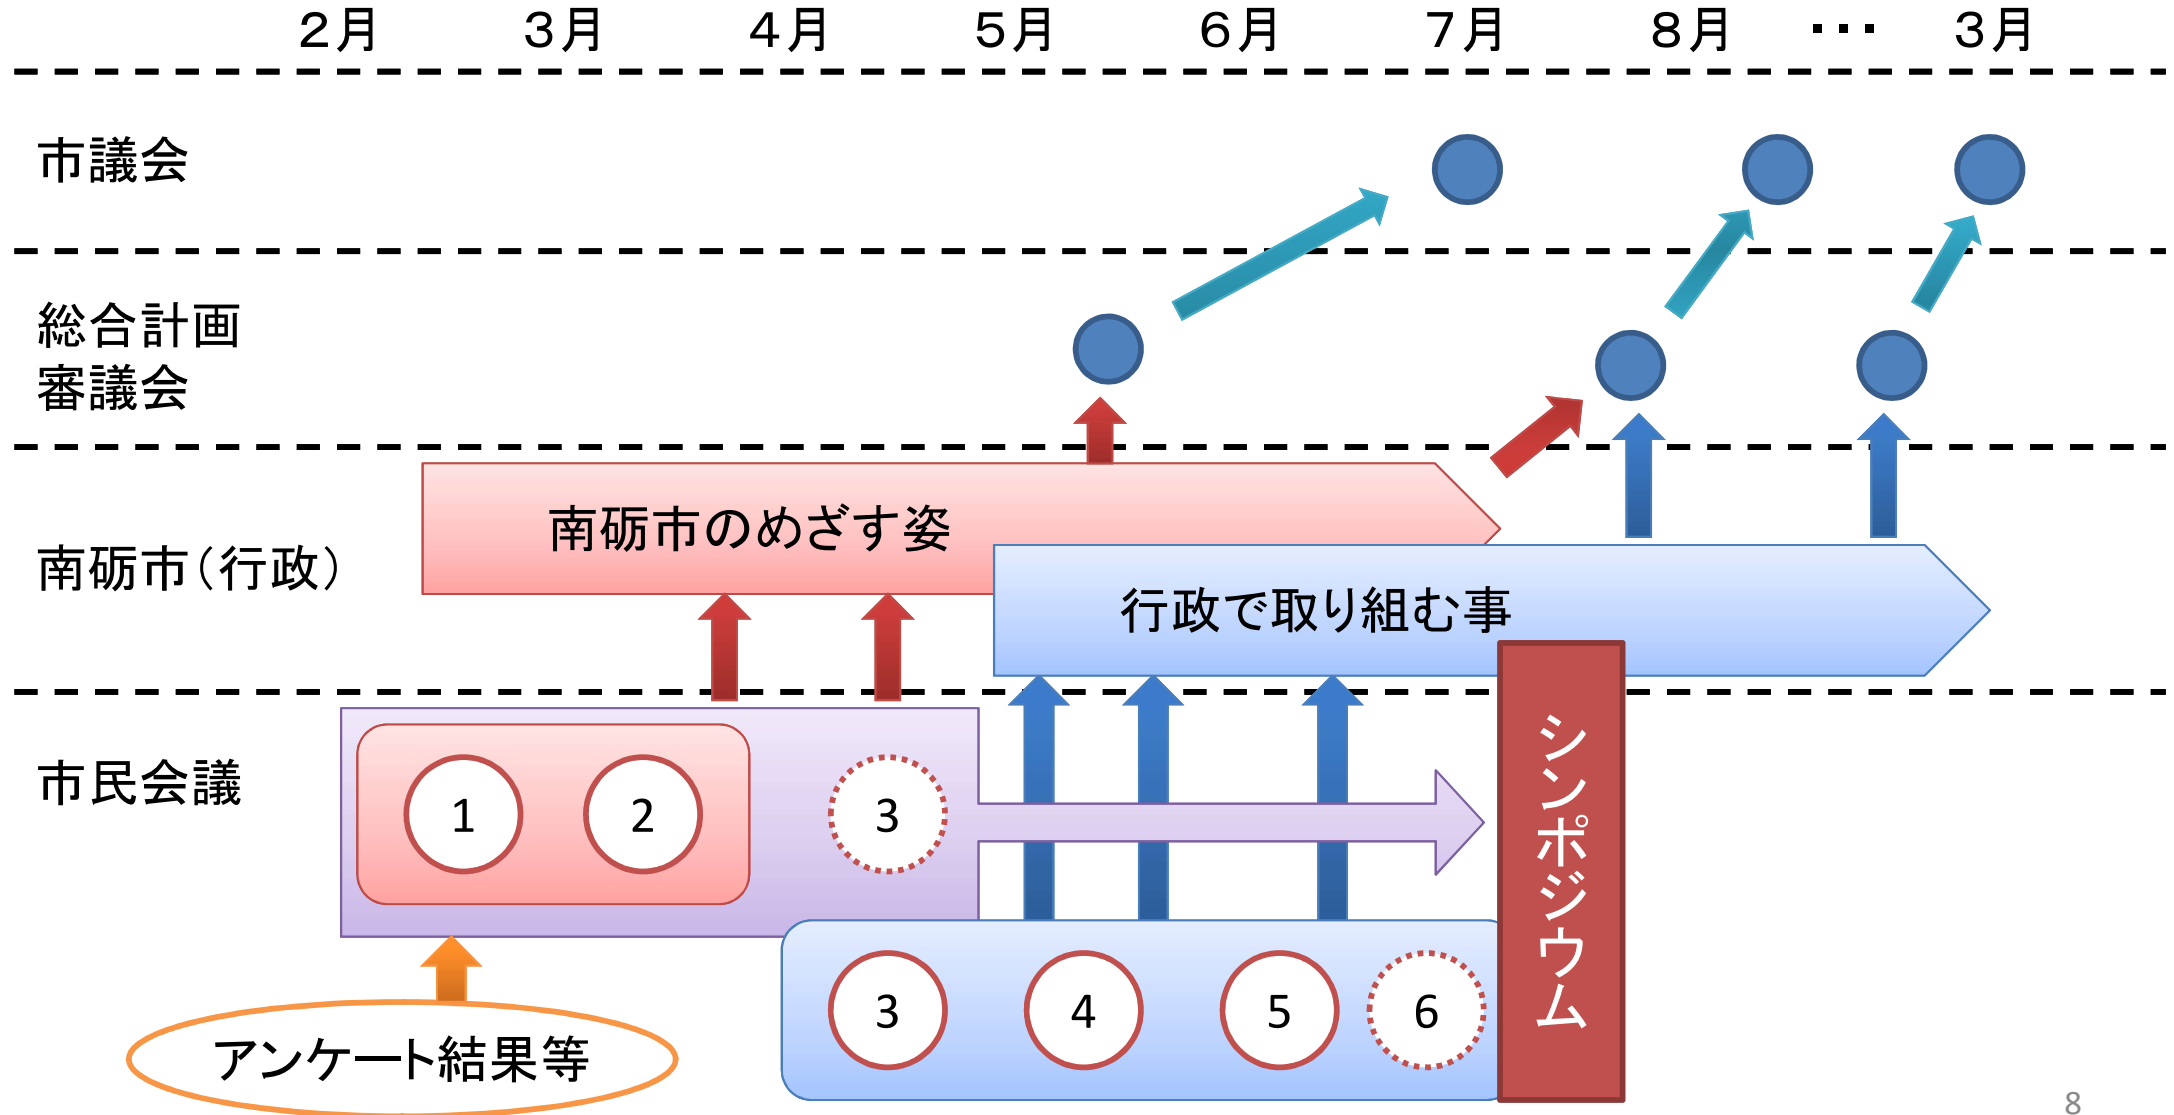 ２月 ３月 ４月 ５月 ６月 ７月 ８月 ･･･ ３月
市議会
総合計画
審議会
南砺市のめざす姿
南砺市（行政）
行政で取り組む事
市民会議
1 2 3
3 4 5 6
シンポジウム
アンケート結果等
8